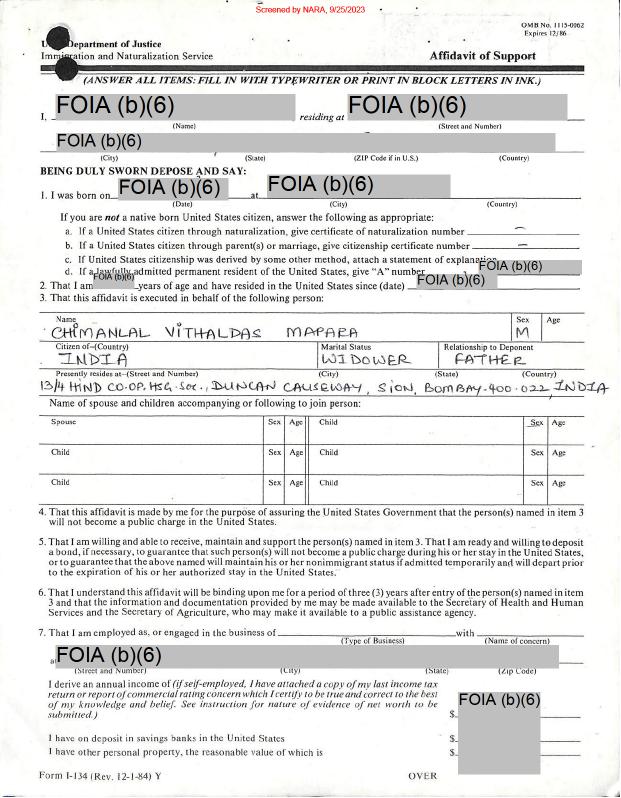 Screened by NARA, 9/25/2023
OMB No. 1115-0062
Expires 12/86
Department of Justice
Immigration and Naturalization Service
Affidavit of Support
(ANSWER ALL ITEMS: FILL IN WITH TYPEWRITER OR PRINT IN BLOCK LETTERS IN INK.)
I, FOIA (b)(6) residing at FOIA (b)(6)
(Name) (Street and Number)
FOIA (b)(6)
(City) (State) (ZIP Code if in U.S.) (Country)
BEING DULY SWORN DEPOSE AND SAY:
1. I was born on FOIA (b)(6) at FOIA (b)(6)
(Date) (City) (Country)
If you are not a native born United States citizen, answer the following as appropriate:
a. If a United States citizen through naturalization, give certificate of naturalization number —
b. If a United States citizen through parent(s) or marriage, give citizenship certificate number —
c. If United States citizenship was derived by some other method, attach a statement of explanation
d. If a lawfully admitted permanent resident of the United States, give "A" number FOIA (b)(6)
2. That I am FOIA (b)(6) years of age and have resided in the United States since (date) FOIA (b)(6)
3. That this affidavit is executed in behalf of the following person:
Name Sex Age
CHIMANLAL VITHALDAS MAPARA M
Citizen of-(Country) Marital Status Relationship to Deponent
INDIA WIDOWER FATHER
Presently resides at-(Street and Number) (City) (State) (Country)
13/4 HIND CO-OP. HSG. SOC., DUNCAN CAUSEWAY, SION, BOMBAY-400-022, INDIA
Name of spouse and children accompanying or following to join person:
Spouse Sex Age Child Sex Age
Child Sex Age Child Sex Age
Child Sex Age Child Sex Age
4. That this affidavit is made by me for the purpose of assuring the United States Government that the person(s) named in item 3
will not become a public charge in the United States.
5. That I am willing and able to receive, maintain and support the person(s) named in item 3. That I am ready and willing to deposit
a bond, if necessary, to guarantee that such person(s) will not become a public charge during his or her stay in the United States,
or to guarantee that the above named will maintain his or her nonimmigrant status if admitted temporarily and will depart prior
to the expiration of his or her authorized stay in the United States.
6. That I understand this affidavit will be binding upon me for a period of three (3) years after entry of the person(s) named in item
3 and that the information and documentation provided by me may be made available to the Secretary of Health and Human
Services and the Secretary of Agriculture, who may make it available to a public assistance agency.
7. That I am employed as, or engaged in the business of with
(Type of Business) (Name of concern)
FOIA (b)(6)
(Street and Number) (City) (State) (Zip Code)
I derive an annual income of (if self-employed, I have attached a copy of my last income tax
return or report of commercial rating concern which I certify to be true and correct to the best
of my knowledge and belief. See instruction for nature of evidence of net worth to be
submitted.) $ FOIA (b)(6)
I have on deposit in savings banks in the United States $
I have other personal property, the reasonable value of which is $
Form I-134 (Rev. 12-1-84) Y OVER